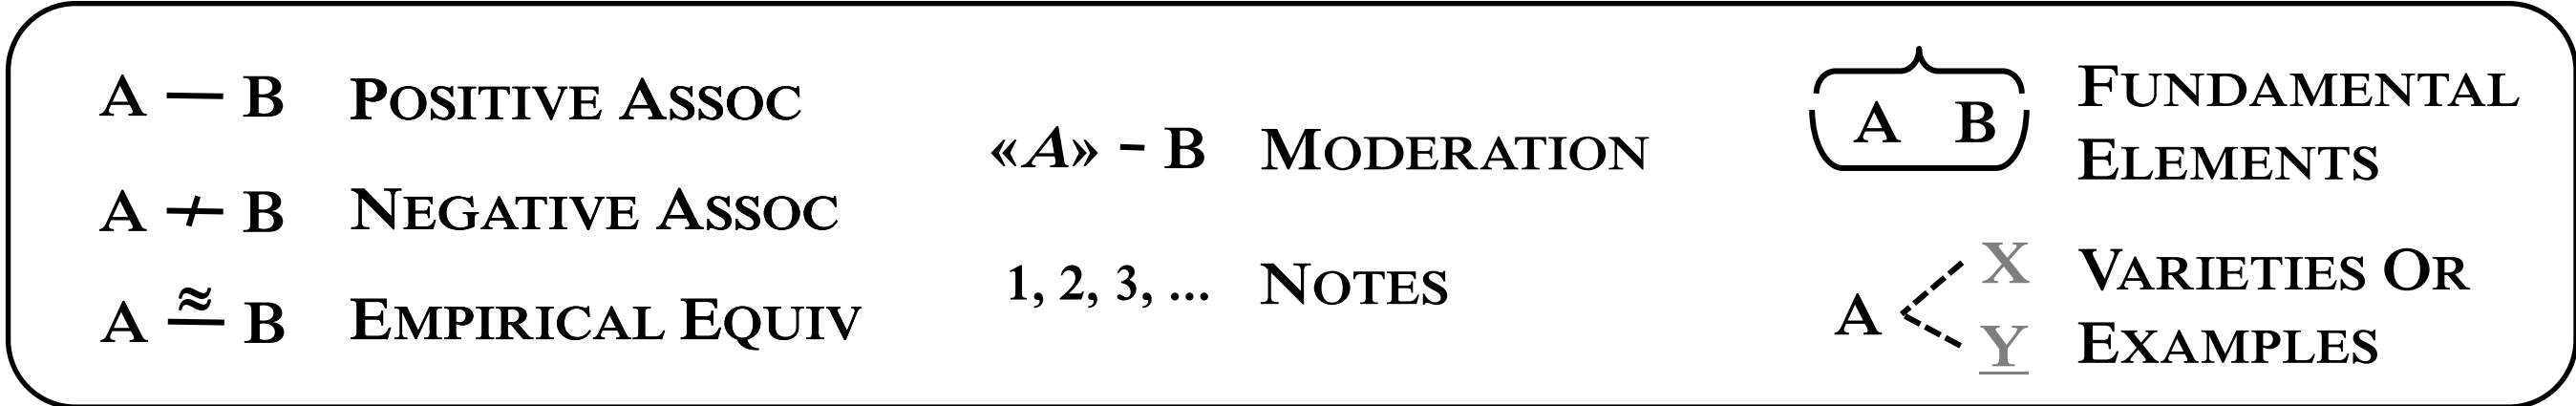 A — B POSITIVE ASSOC
A -/- B NEGATIVE ASSOC
A ≈ B EMPIRICAL EQUIV
«A» - B MODERATION
1, 2, 3, ... NOTES
A B FUNDAMENTAL
ELEMENTS
A X VARIETIES OR
Y EXAMPLES